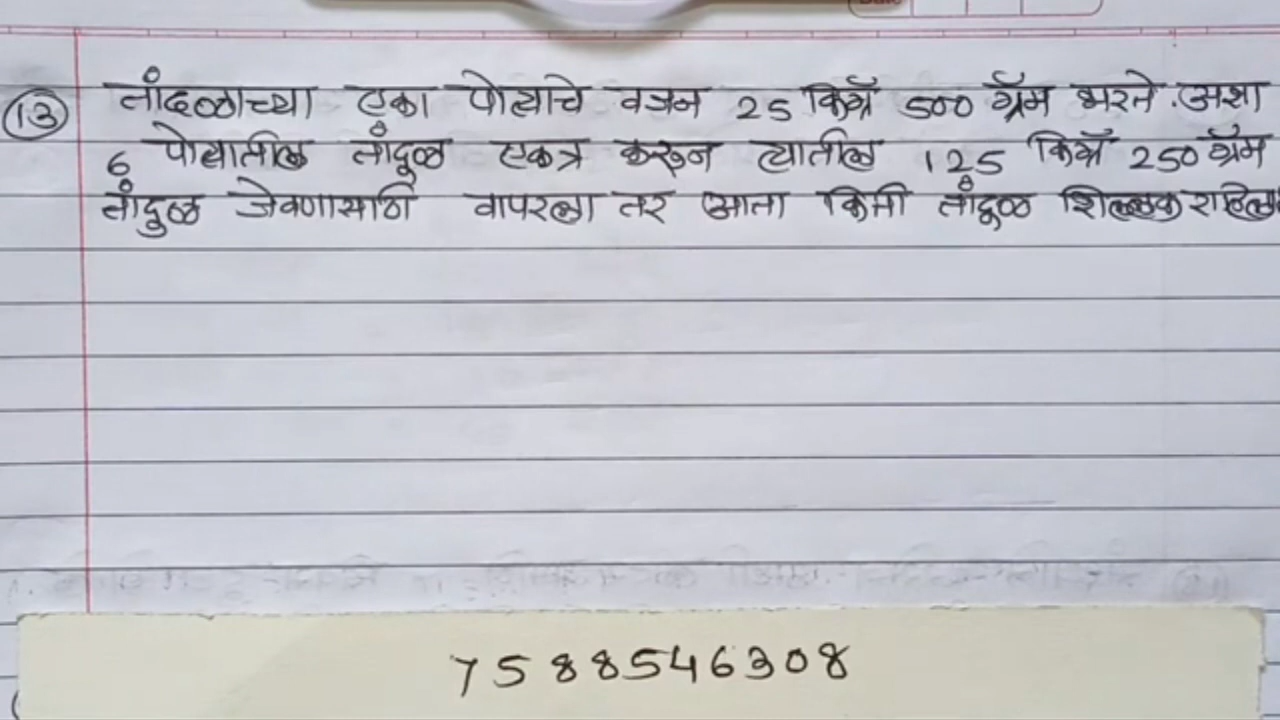 Date
13 तांदळाच्या एका पोत्याचे वजन 25 किग्रॅ 500 ग्रॅम भरते. अशा
6 पोत्यातील तांदुळ एकत्र करून त्यातील 125 किग्रॅ 250 ग्रॅम
तांदुळ जेवणासाठि वापरला तर आता किती तांदुळ शिल्लक राहिला
7588546308